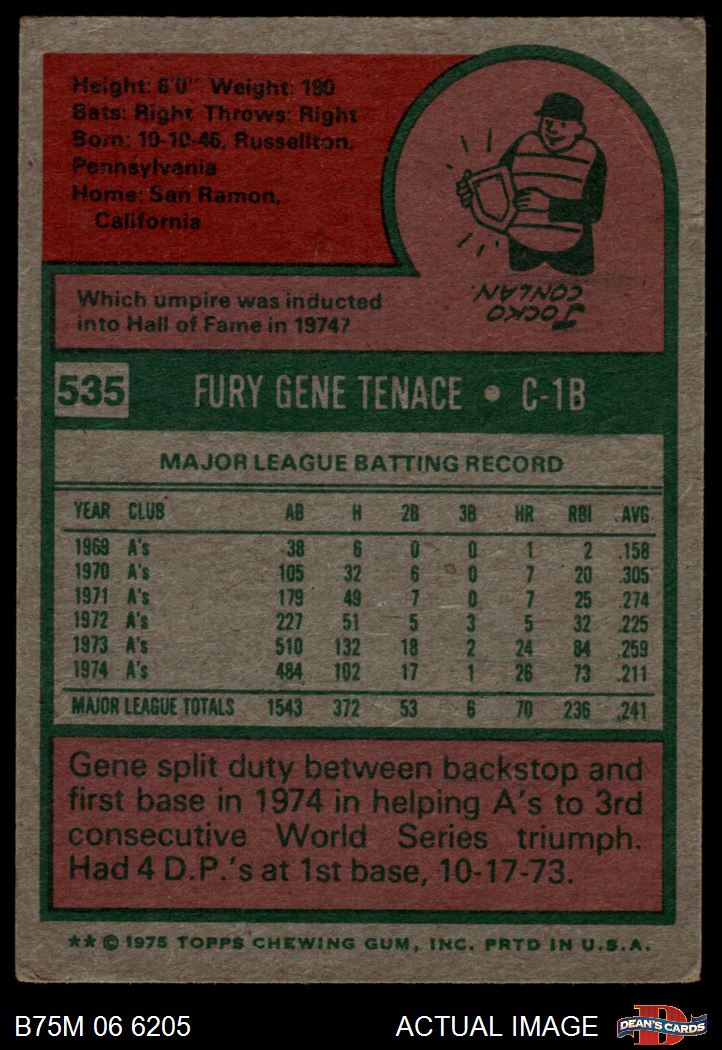 Height: 6'0" Weight: 190
Bats: Right Throws: Right
Born: 10-10-46, Russellton,
Pennsylvania
Home: San Ramon,
California
JOCKO
CONLAN.
Which umpire was inducted
into Hall of Fame in 1974?
535 FURY GENE TENACE • C-1B
MAJOR LEAGUE BATTING RECORD
YEAR CLUB AB H 2B 3B HR RBI AVG
1969 A's 38 6 0 0 1 2 .158
1970 A's 105 32 6 0 7 20 .305
1971 A's 179 49 7 0 7 25 .274
1972 A's 227 51 5 3 5 32 .225
1973 A's 510 132 18 2 24 84 .259
1974 A's 484 102 17 1 26 73 .211
MAJOR LEAGUE TOTALS 1543 372 53 6 70 236 .241
Gene split duty between backstop and
first base in 1974 in helping A's to 3rd
consecutive World Series triumph.
Had 4 D.P.'s at 1st base, 10-17-73.
** © 1975 TOPPS CHEWING GUM, INC. PRTD IN U.S.A.
B75M 06 6205 ACTUAL IMAGE D DEAN'S CARDS